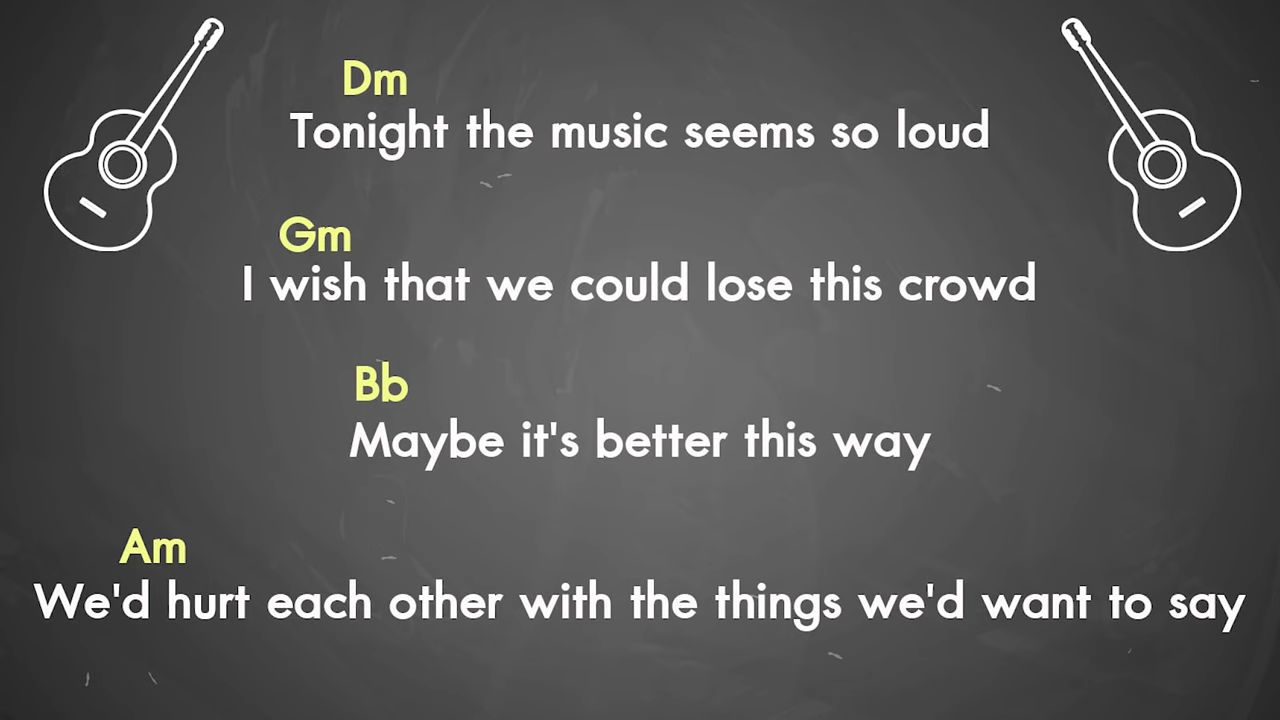 Dm
Tonight the music seems so loud
Gm
I wish that we could lose this crowd
Bb
Maybe it's better this way
Am
We'd hurt each other with the things we'd want to say